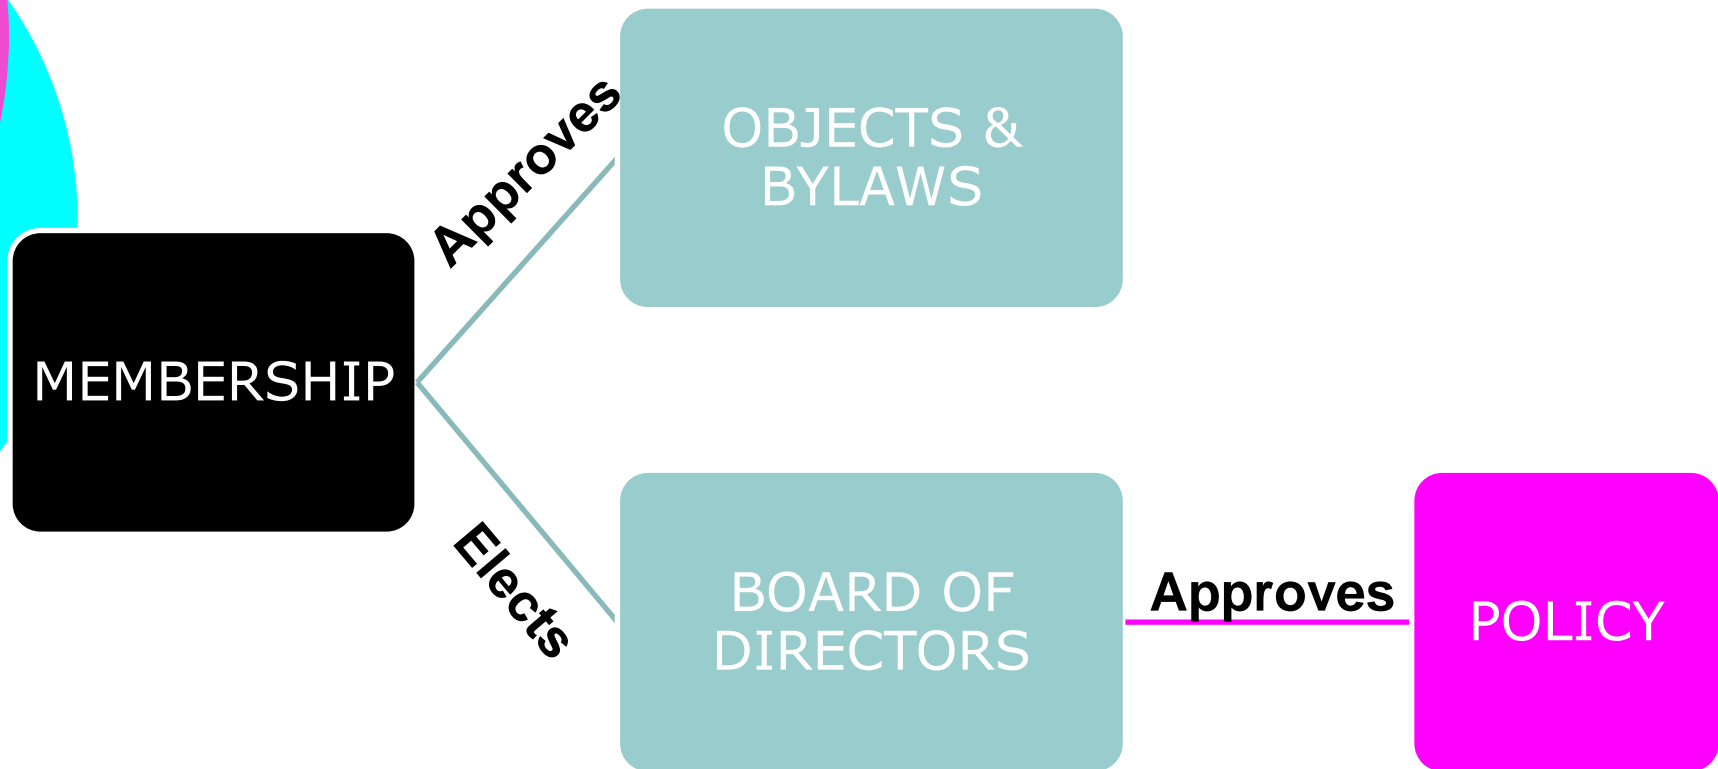 Approves
OBJECTS &
BYLAWS
MEMBERSHIP
Elects
BOARD OF
DIRECTORS
Approves
POLICY